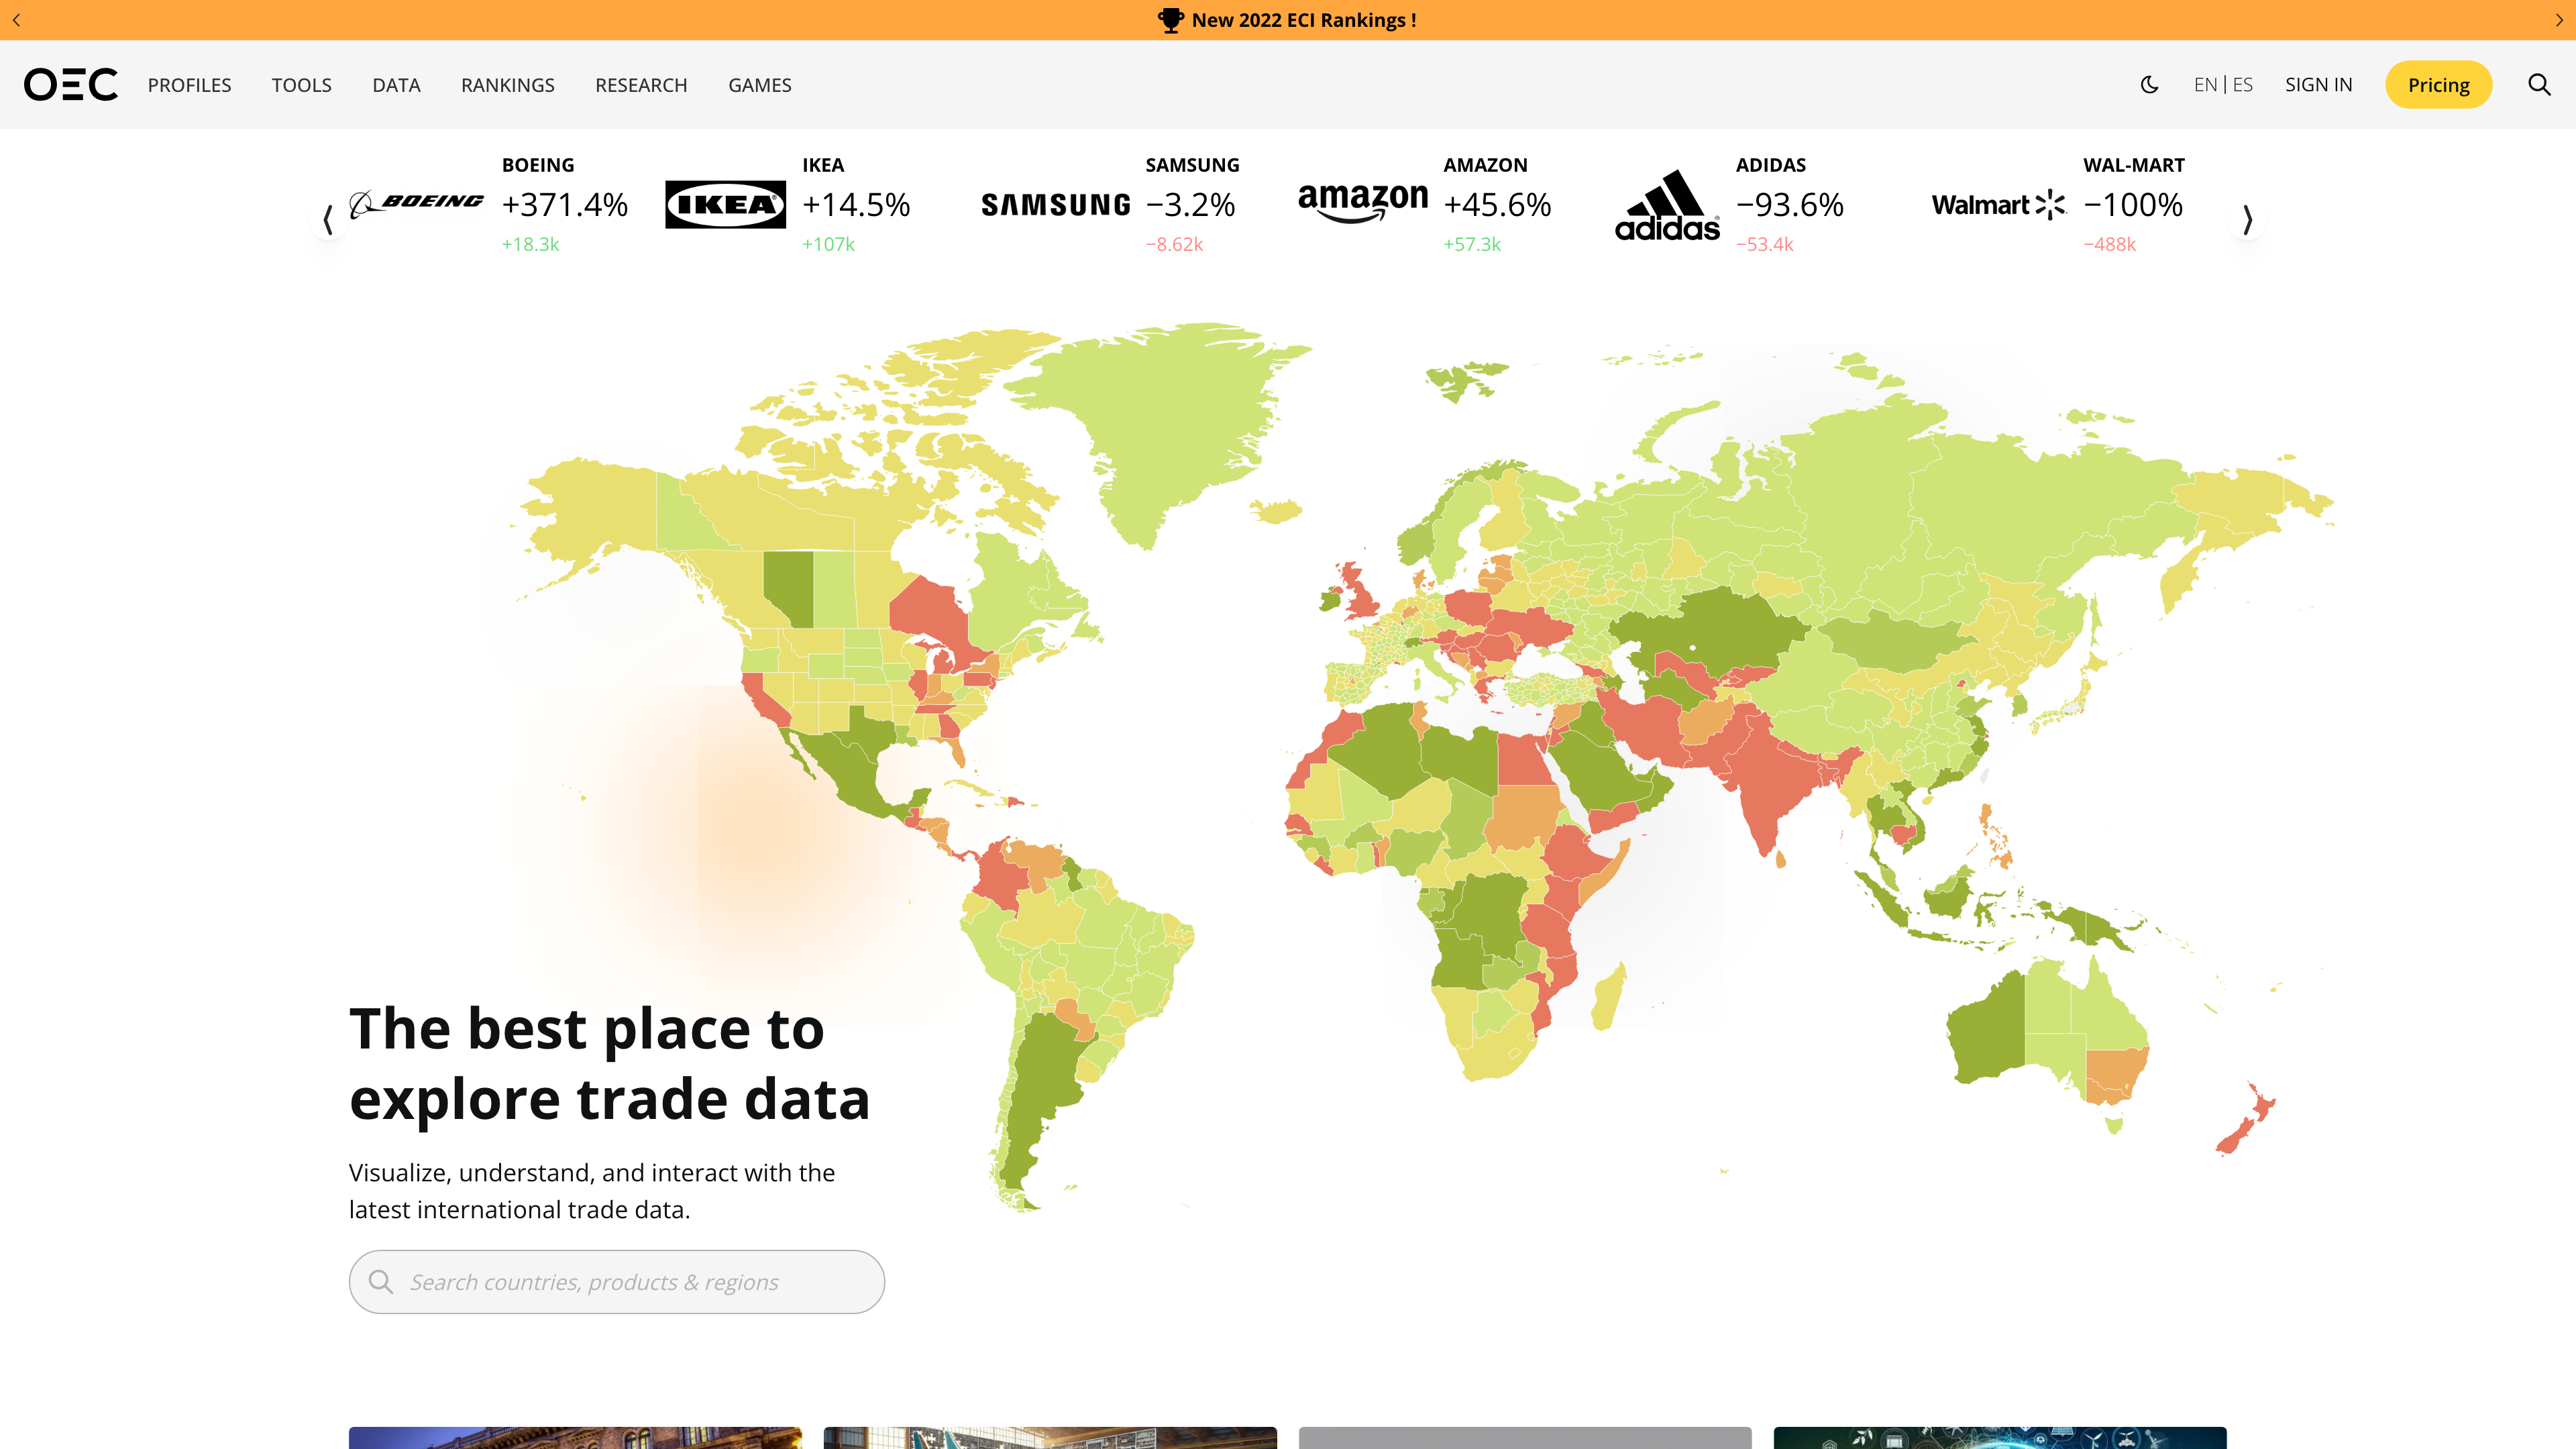 New 2022 ECI Rankings !
OEC PROFILES TOOLS DATA RANKINGS RESEARCH GAMES EN | ES SIGN IN Pricing
BOEING IKEA SAMSUNG AMAZON ADIDAS WAL-MART
BOEING +371.4% IKEA +14.5% SAMSUNG −3.2% amazon +45.6% adidas −93.6% Walmart −100%
+18.3k +107k −8.62k +57.3k −53.4k −488k
The best place to
explore trade data
Visualize, understand, and interact with the
latest international trade data.
Search countries, products & regions